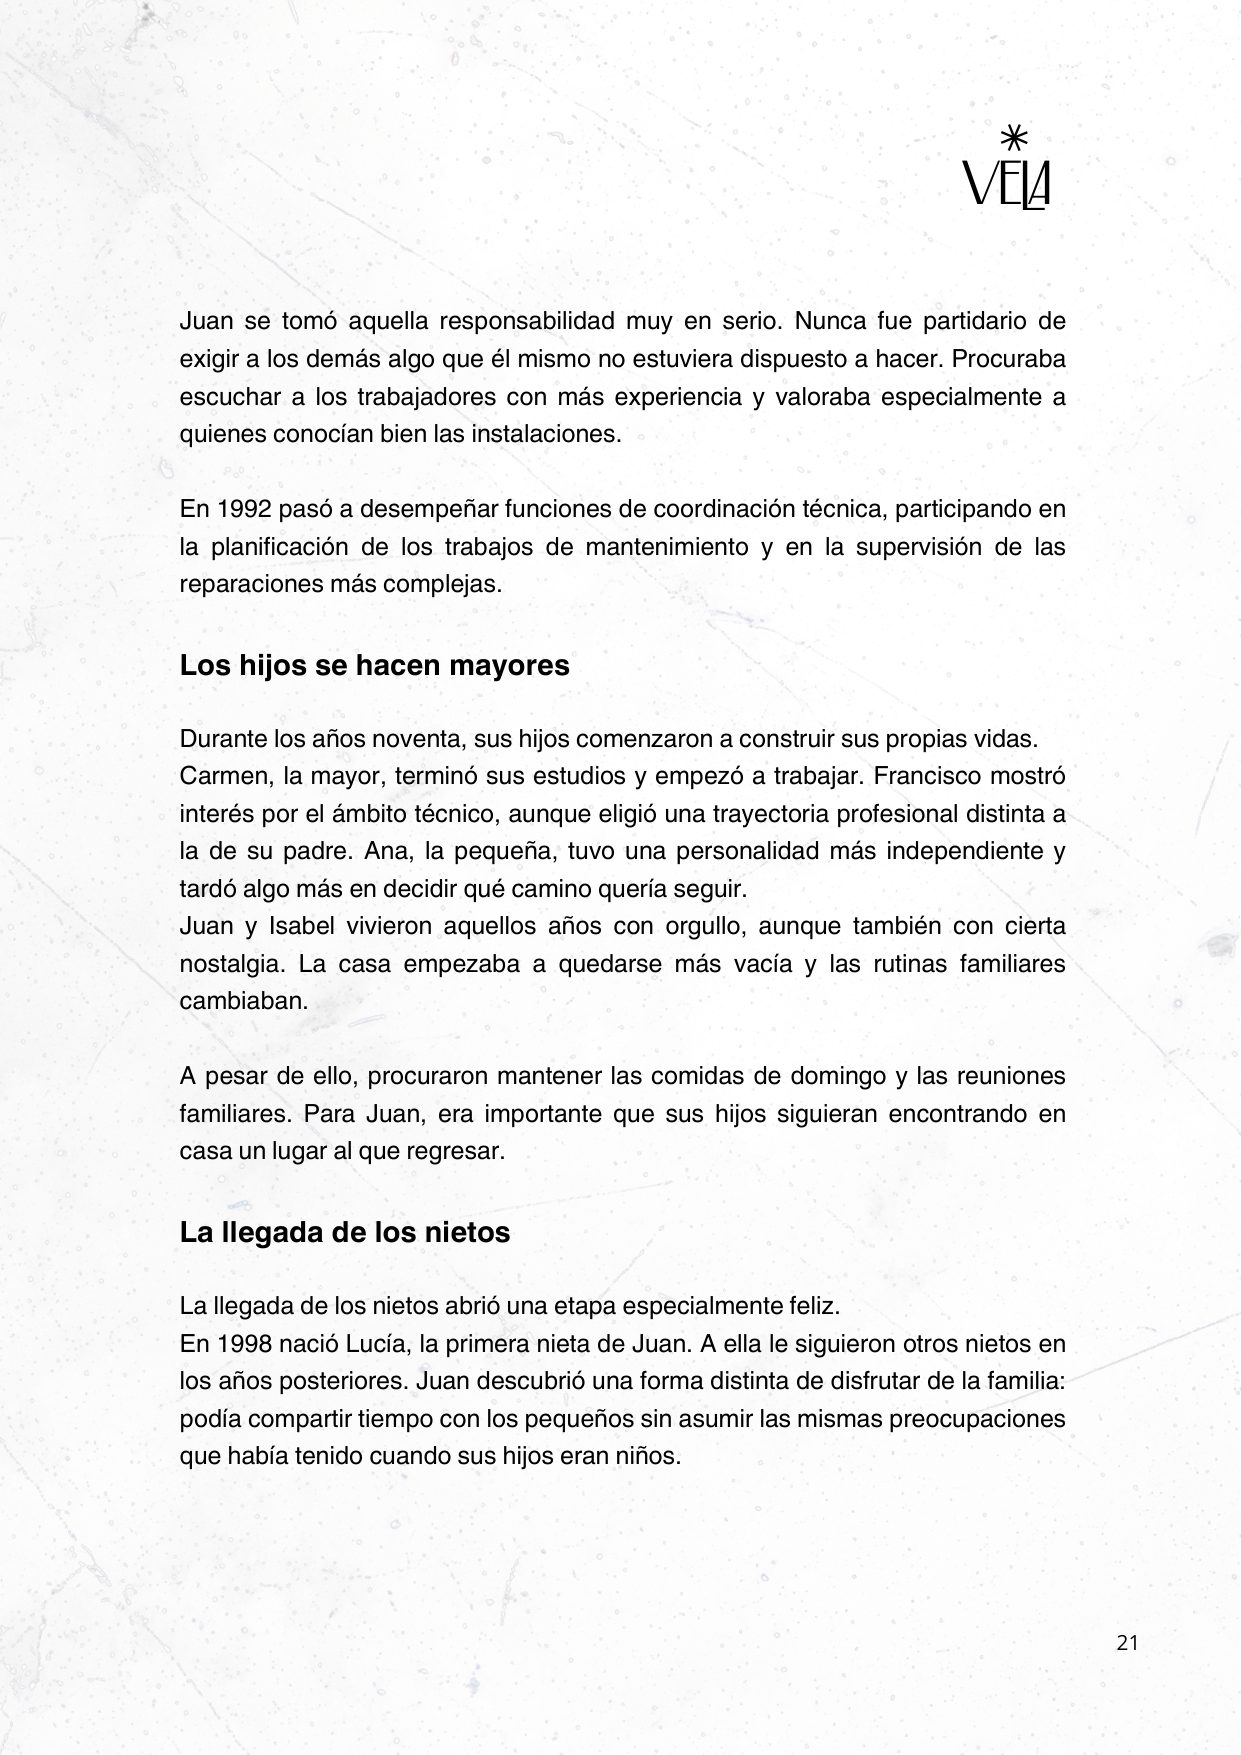 VELA
Juan se tomó aquella responsabilidad muy en serio. Nunca fue partidario de
exigir a los demás algo que él mismo no estuviera dispuesto a hacer. Procuraba
escuchar a los trabajadores con más experiencia y valoraba especialmente a
quienes conocían bien las instalaciones.
En 1992 pasó a desempeñar funciones de coordinación técnica, participando en
la planificación de los trabajos de mantenimiento y en la supervisión de las
reparaciones más complejas.
Los hijos se hacen mayores
Durante los años noventa, sus hijos comenzaron a construir sus propias vidas.
Carmen, la mayor, terminó sus estudios y empezó a trabajar. Francisco mostró
interés por el ámbito técnico, aunque eligió una trayectoria profesional distinta a
la de su padre. Ana, la pequeña, tuvo una personalidad más independiente y
tardó algo más en decidir qué camino quería seguir.
Juan y Isabel vivieron aquellos años con orgullo, aunque también con cierta
nostalgia. La casa empezaba a quedarse más vacía y las rutinas familiares
cambiaban.
A pesar de ello, procuraron mantener las comidas de domingo y las reuniones
familiares. Para Juan, era importante que sus hijos siguieran encontrando en
casa un lugar al que regresar.
La llegada de los nietos
La llegada de los nietos abrió una etapa especialmente feliz.
En 1998 nació Lucía, la primera nieta de Juan. A ella le siguieron otros nietos en
los años posteriores. Juan descubrió una forma distinta de disfrutar de la familia:
podía compartir tiempo con los pequeños sin asumir las mismas preocupaciones
que había tenido cuando sus hijos eran niños.
21